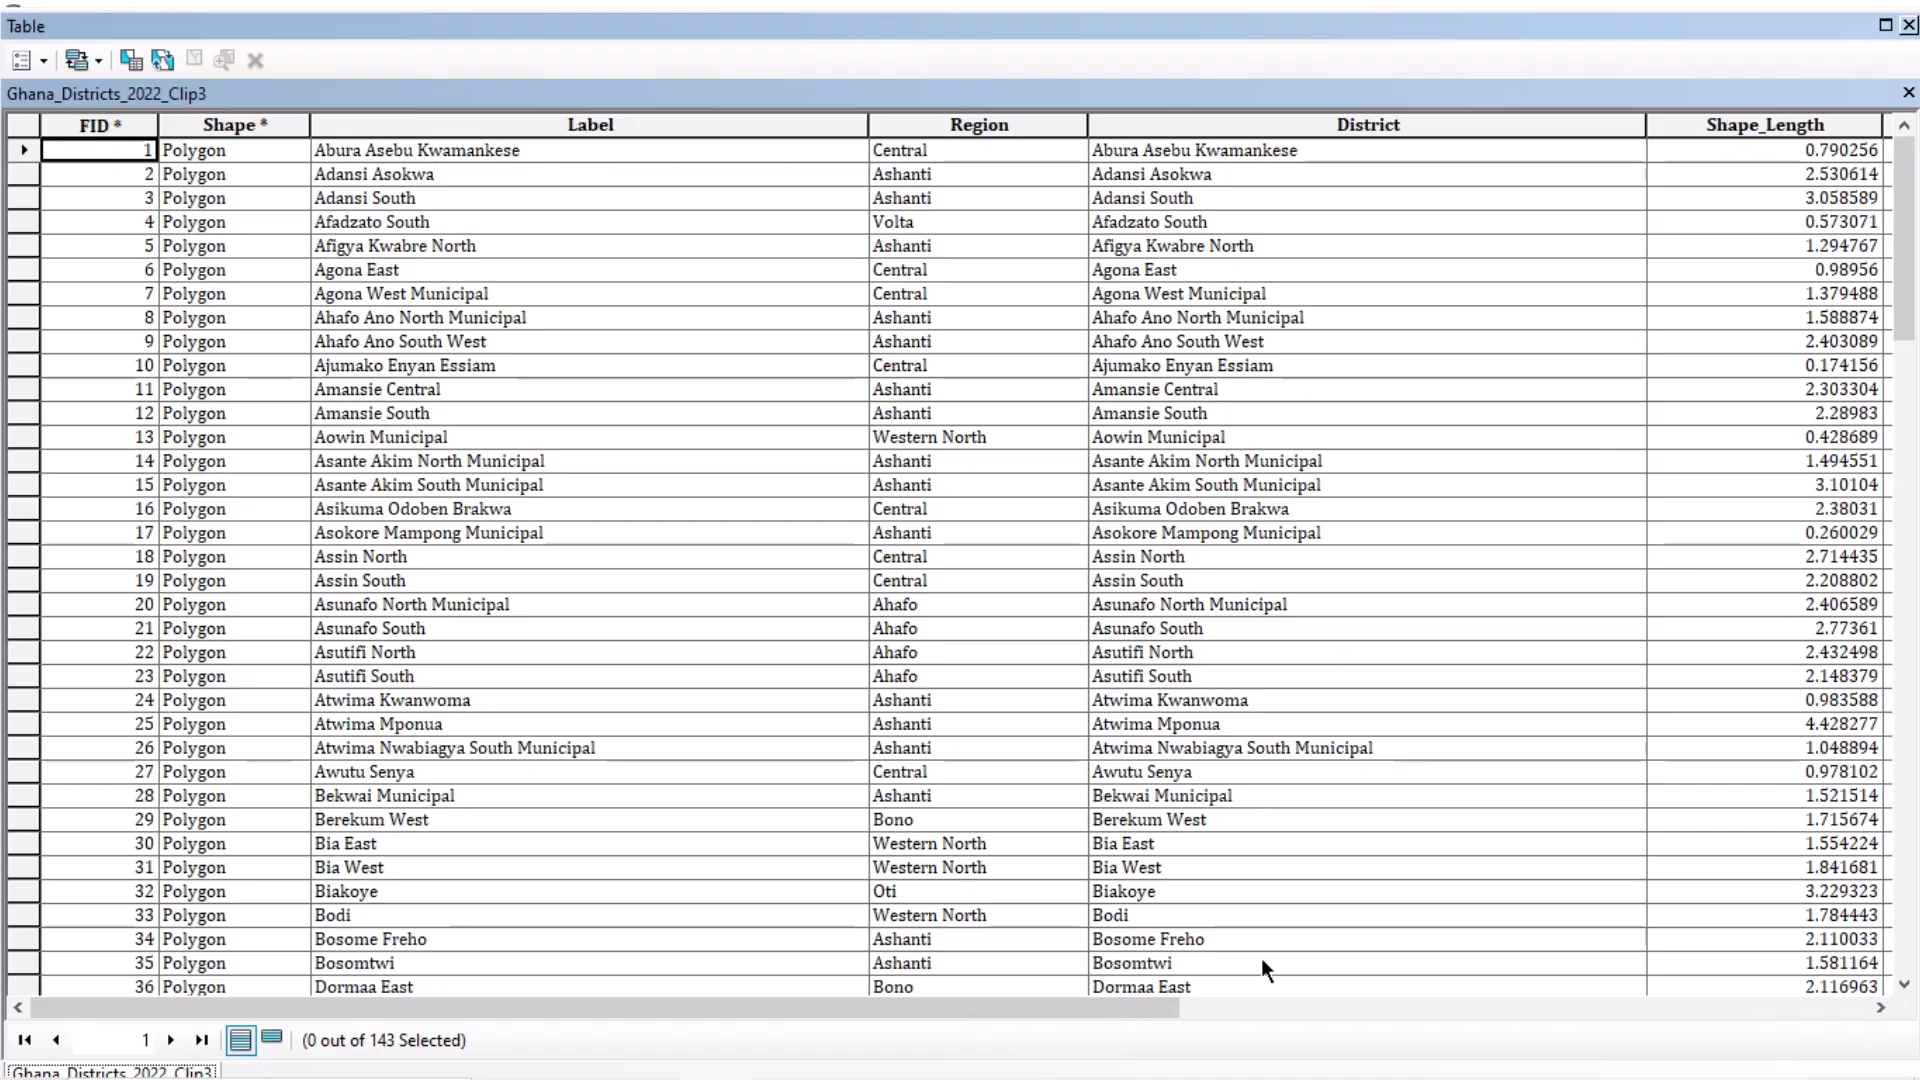 Table
Ghana_Districts_2022_Clip3
FID * Shape * Label Region District Shape_Length
1 Polygon Abura Asebu Kwamankese Central Abura Asebu Kwamankese 0.790256
2 Polygon Adansi Asokwa Ashanti Adansi Asokwa 2.530614
3 Polygon Adansi South Ashanti Adansi South 3.058589
4 Polygon Afadzato South Volta Afadzato South 0.573071
5 Polygon Afigya Kwabre North Ashanti Afigya Kwabre North 1.294767
6 Polygon Agona East Central Agona East 0.98956
7 Polygon Agona West Municipal Central Agona West Municipal 1.379488
8 Polygon Ahafo Ano North Municipal Ashanti Ahafo Ano North Municipal 1.588874
9 Polygon Ahafo Ano South West Ashanti Ahafo Ano South West 2.403089
10 Polygon Ajumako Enyan Essiam Central Ajumako Enyan Essiam 0.174156
11 Polygon Amansie Central Ashanti Amansie Central 2.303304
12 Polygon Amansie South Ashanti Amansie South 2.28983
13 Polygon Aowin Municipal Western North Aowin Municipal 0.428689
14 Polygon Asante Akim North Municipal Ashanti Asante Akim North Municipal 1.494551
15 Polygon Asante Akim South Municipal Ashanti Asante Akim South Municipal 3.10104
16 Polygon Asikuma Odoben Brakwa Central Asikuma Odoben Brakwa 2.38031
17 Polygon Asokore Mampong Municipal Ashanti Asokore Mampong Municipal 0.260029
18 Polygon Assin North Central Assin North 2.714435
19 Polygon Assin South Central Assin South 2.208802
20 Polygon Asunafo North Municipal Ahafo Asunafo North Municipal 2.406589
21 Polygon Asunafo South Ahafo Asunafo South 2.77361
22 Polygon Asutifi North Ahafo Asutifi North 2.432498
23 Polygon Asutifi South Ahafo Asutifi South 2.148379
24 Polygon Atwima Kwanwoma Ashanti Atwima Kwanwoma 0.983588
25 Polygon Atwima Mponua Ashanti Atwima Mponua 4.428277
26 Polygon Atwima Nwabiagya South Municipal Ashanti Atwima Nwabiagya South Municipal 1.048894
27 Polygon Awutu Senya Central Awutu Senya 0.978102
28 Polygon Bekwai Municipal Ashanti Bekwai Municipal 1.521514
29 Polygon Berekum West Bono Berekum West 1.715674
30 Polygon Bia East Western North Bia East 1.554224
31 Polygon Bia West Western North Bia West 1.841681
32 Polygon Biakoye Oti Biakoye 3.229323
33 Polygon Bodi Western North Bodi 1.784443
34 Polygon Bosome Freho Ashanti Bosome Freho 2.110033
35 Polygon Bosomtwi Ashanti Bosomtwi 1.581164
36 Polygon Dormaa East Bono Dormaa East 2.116963
1 (0 out of 143 Selected)
Ghana_Districts_2022_Clip3